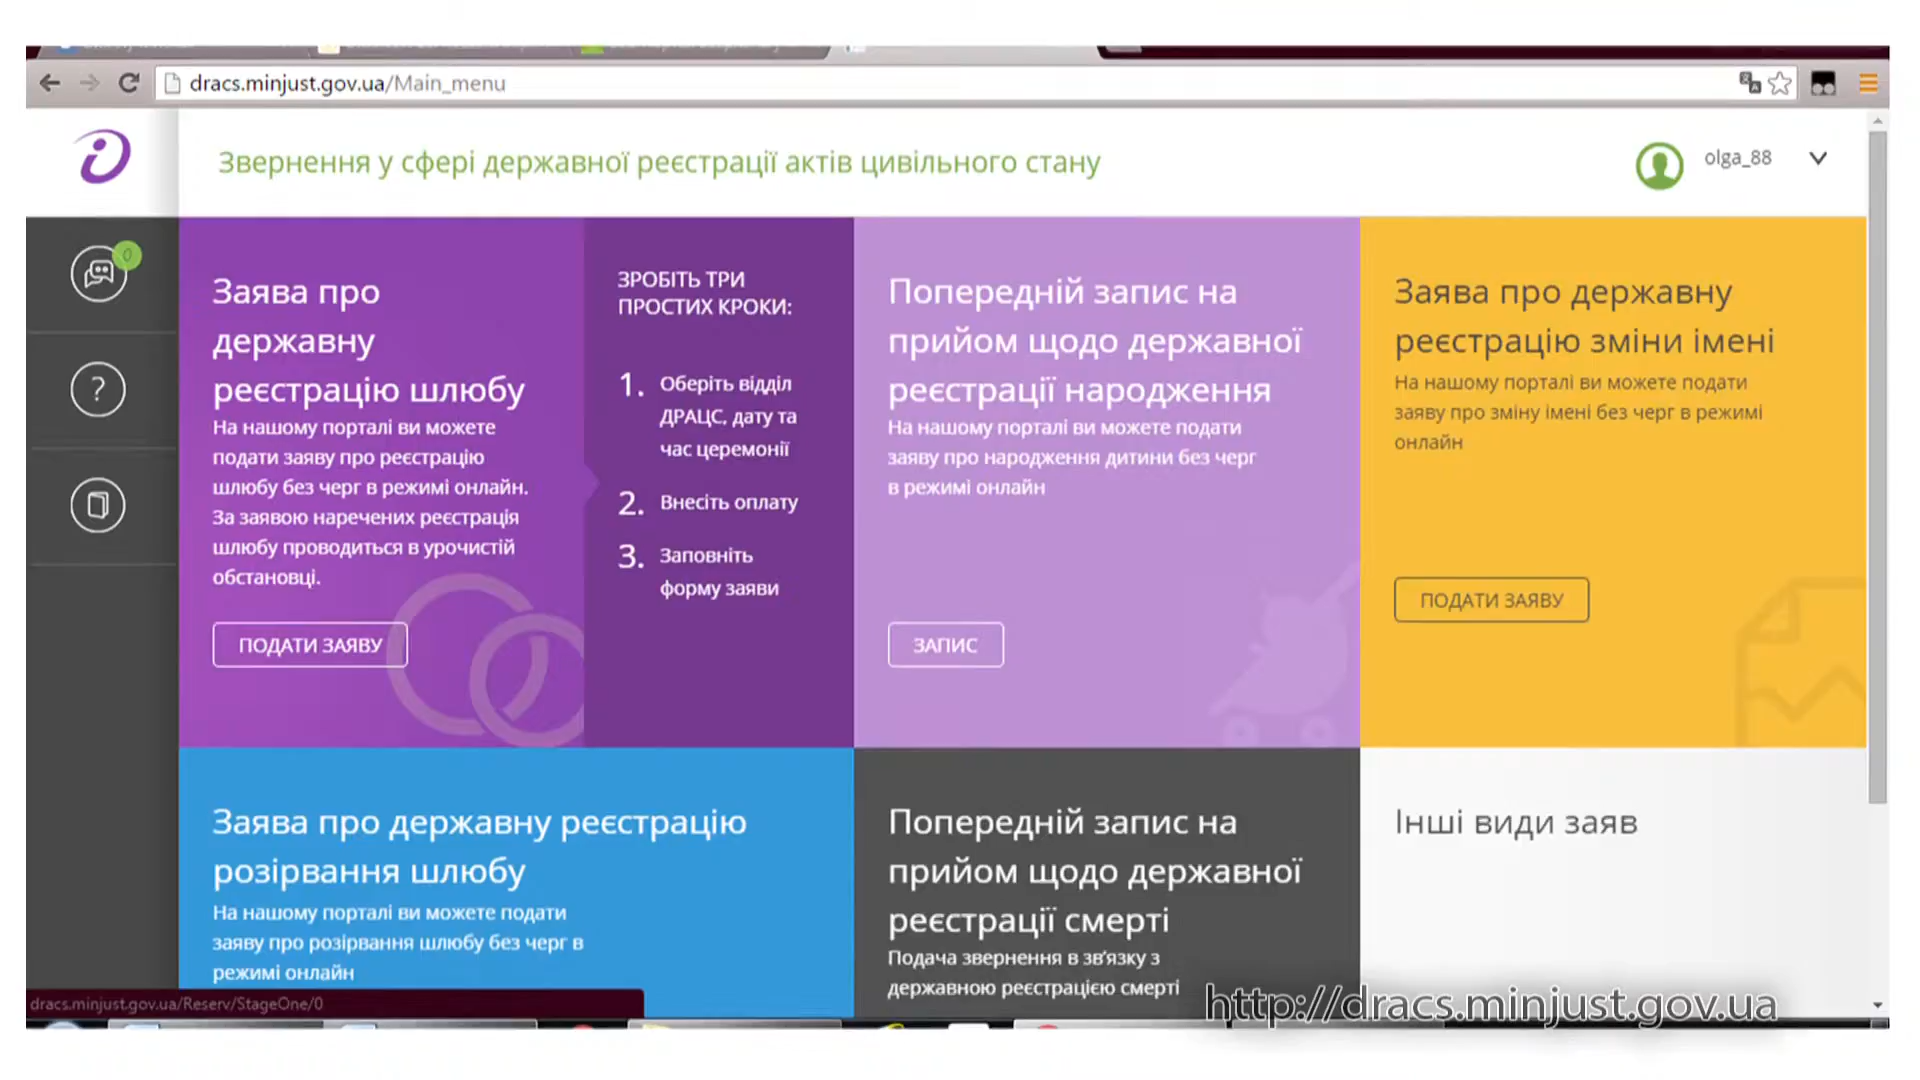 dracs.minjust.gov.ua/Main_menu
Звернення у сфері державної реєстрації актів цивільного стану
olga_88
0
?
Заява про
державну
реєстрацію шлюбу
На нашому порталі ви можете
подати заяву про реєстрацію
шлюбу без черг в режимі онлайн.
За заявою наречених реєстрація
шлюбу проводиться в урочистій
обстановці.
ПОДАТИ ЗАЯВУ
ЗРОБІТЬ ТРИ
ПРОСТИХ КРОКИ:
1. Оберіть відділ
ДРАЦС, дату та
час церемонії
2. Внесіть оплату
3. Заповніть
форму заяви
Попередній запис на
прийом щодо державної
реєстрації народження
На нашому порталі ви можете подати
заяву про народження дитини без черг
в режимі онлайн
ЗАПИС
Заява про державну
реєстрацію зміни імені
На нашому порталі ви можете подати
заяву про зміну імені без черг в режимі
онлайн
ПОДАТИ ЗАЯВУ
Заява про державну реєстрацію
розірвання шлюбу
На нашому порталі ви можете подати
заяву про розірвання шлюбу без черг в
режимі онлайн
Попередній запис на
прийом щодо державної
реєстрації смерті
Подача звернення в зв'язку з
державною реєстрацією смерті
Інші види заяв
dracs.minjust.gov.ua/Reserv/StageOne/0
http://dracs.minjust.gov.ua